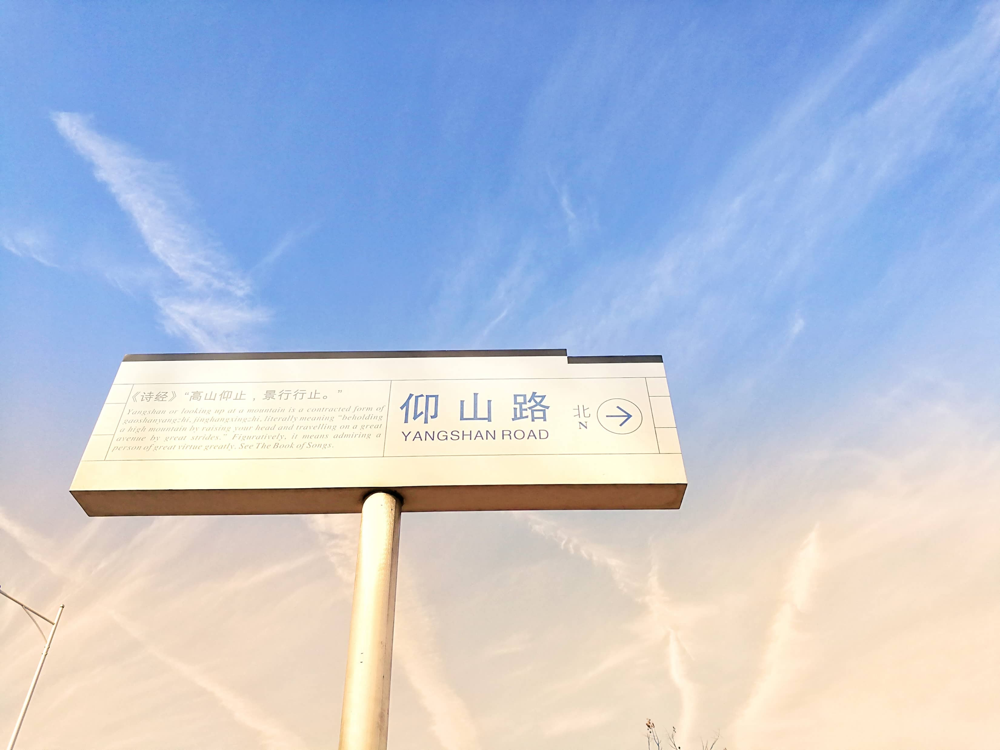 《诗经》“高山仰止，景行行止。”
Yangshan or looking up at a mountain is a contracted form of
gaoshanyangzhi, jinghangxingzhi, literally meaning “beholding
a high mountain by raising your head and travelling on a great
avenue by great strides.” Figuratively, it means admiring a
person of great virtue greatly. See The Book of Songs.
仰山路
YANGSHAN ROAD
北
N